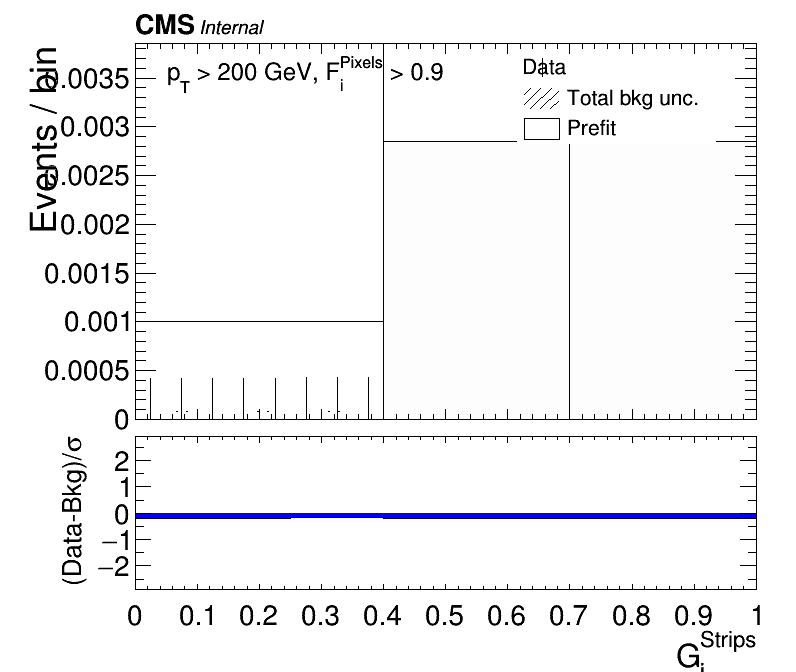 CMS Internal
p_T > 200 GeV, F_i^Pixels > 0.9
Data
Total bkg unc.
Prefit
Events / bin
0.0035
0.003
0.0025
0.002
0.0015
0.001
0.0005
0
(Data-Bkg)/σ
2
1
0
−1
−2
0 0.1 0.2 0.3 0.4 0.5 0.6 0.7 0.8 0.9 1
G_i^Strips